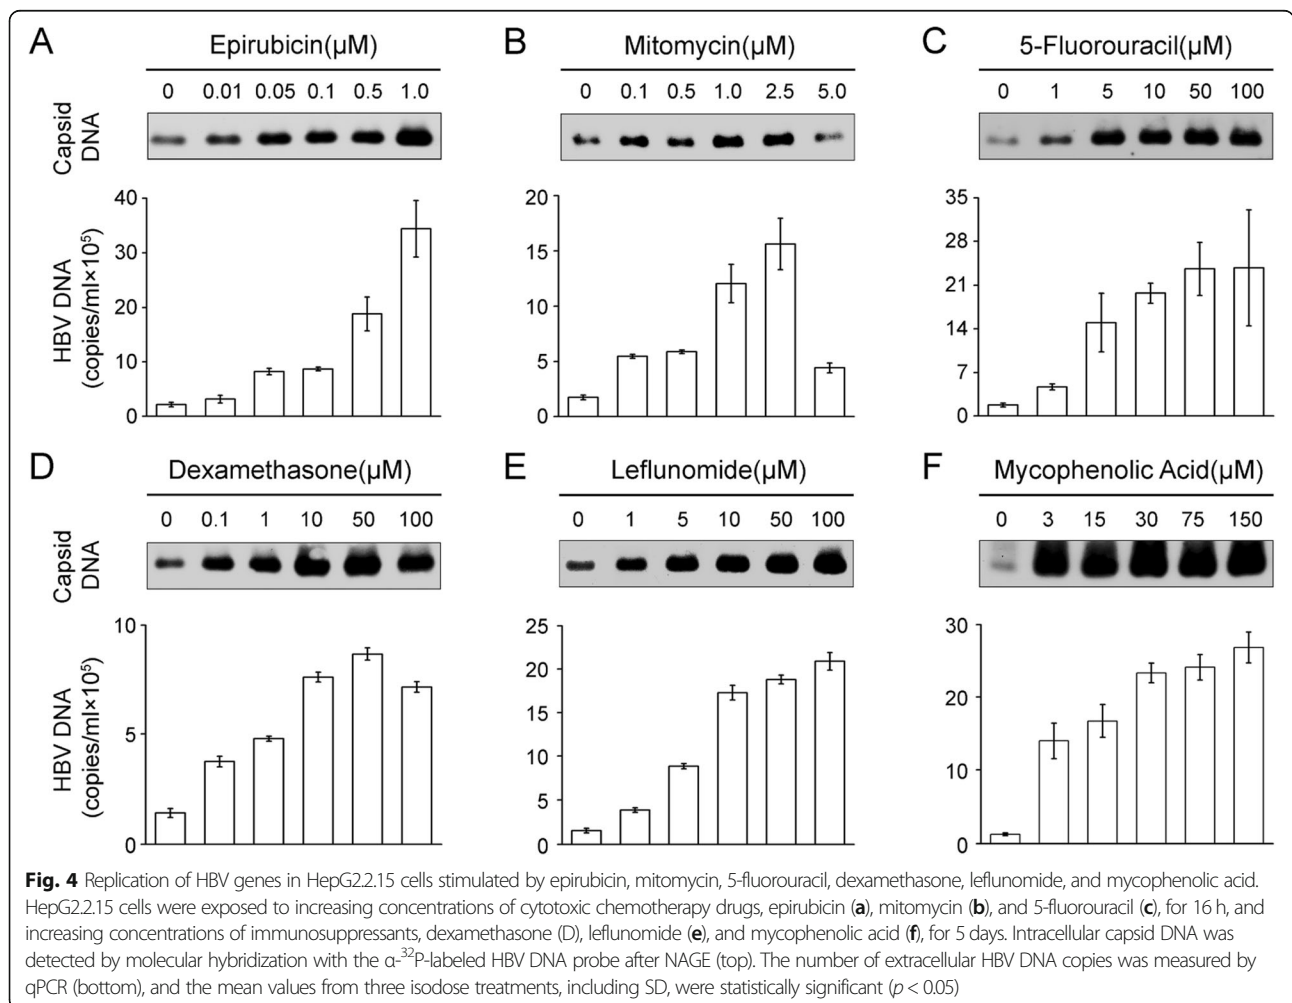 A
Epirubicin(μM)
0 0.01 0.05 0.1 0.5 1.0
Capsid
DNA
40
30
20
10
0
HBV DNA
(copies/ml×10⁵)
B
Mitomycin(μM)
0 0.1 0.5 1.0 2.5 5.0
20
15
10
5
0
C
5-Fluorouracil(μM)
0 1 5 10 50 100
35
28
21
14
7
0
D
Dexamethasone(μM)
0 0.1 1 10 50 100
Capsid
DNA
10
5
0
HBV DNA
(copies/ml×10⁵)
E
Leflunomide(μM)
0 1 5 10 50 100
25
20
15
10
5
0
F
Mycophenolic Acid(μM)
0 3 15 30 75 150
30
20
30
0
Fig. 4 Replication of HBV genes in HepG2.2.15 cells stimulated by epirubicin, mitomycin, 5-fluorouracil, dexamethasone, leflunomide, and mycophenolic acid.
HepG2.2.15 cells were exposed to increasing concentrations of cytotoxic chemotherapy drugs, epirubicin (a), mitomycin (b), and 5-fluorouracil (c), for 16 h, and
increasing concentrations of immunosuppressants, dexamethasone (D), leflunomide (e), and mycophenolic acid (f), for 5 days. Intracellular capsid DNA was
detected by molecular hybridization with the α-³²P-labeled HBV DNA probe after NAGE (top). The number of extracellular HBV DNA copies was measured by
qPCR (bottom), and the mean values from three isodose treatments, including SD, were statistically significant (p < 0.05)